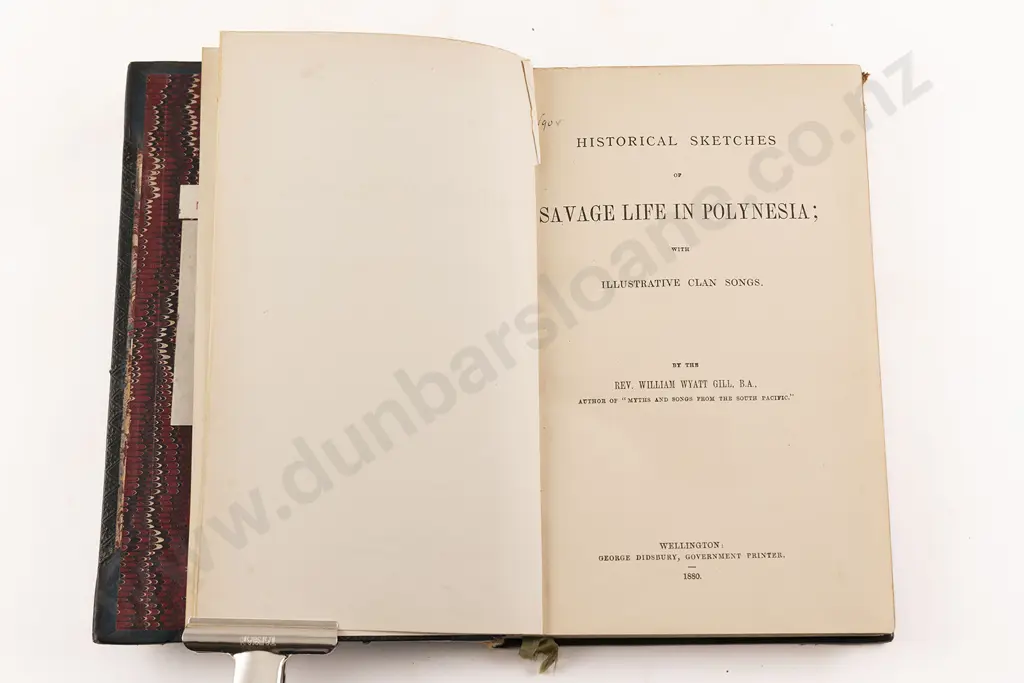 HISTORICAL SKETCHES
OF
SAVAGE LIFE IN POLYNESIA;
WITH
ILLUSTRATIVE CLAN SONGS.
BY THE
REV. WILLIAM WYATT GILL, B.A.,
AUTHOR OF "MYTHS AND SONGS FROM THE SOUTH PACIFIC."
WELLINGTON:
GEORGE DIDSBURY, GOVERNMENT PRINTER.
1880.
www.dunbarsloane.co.nz